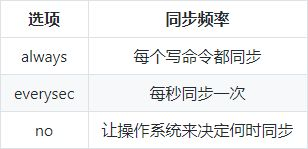 选项 同步频率
always 每个写命令都同步
everysec 每秒同步一次
no 让操作系统来决定何时同步